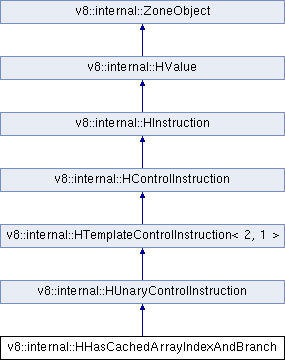 v8::internal::ZoneObject
v8::internal::HValue
v8::internal::HInstruction
v8::internal::HControlInstruction
v8::internal::HTemplateControlInstruction< 2, 1 >
v8::internal::HUnaryControlInstruction
v8::internal::HHasCachedArrayIndexAndBranch